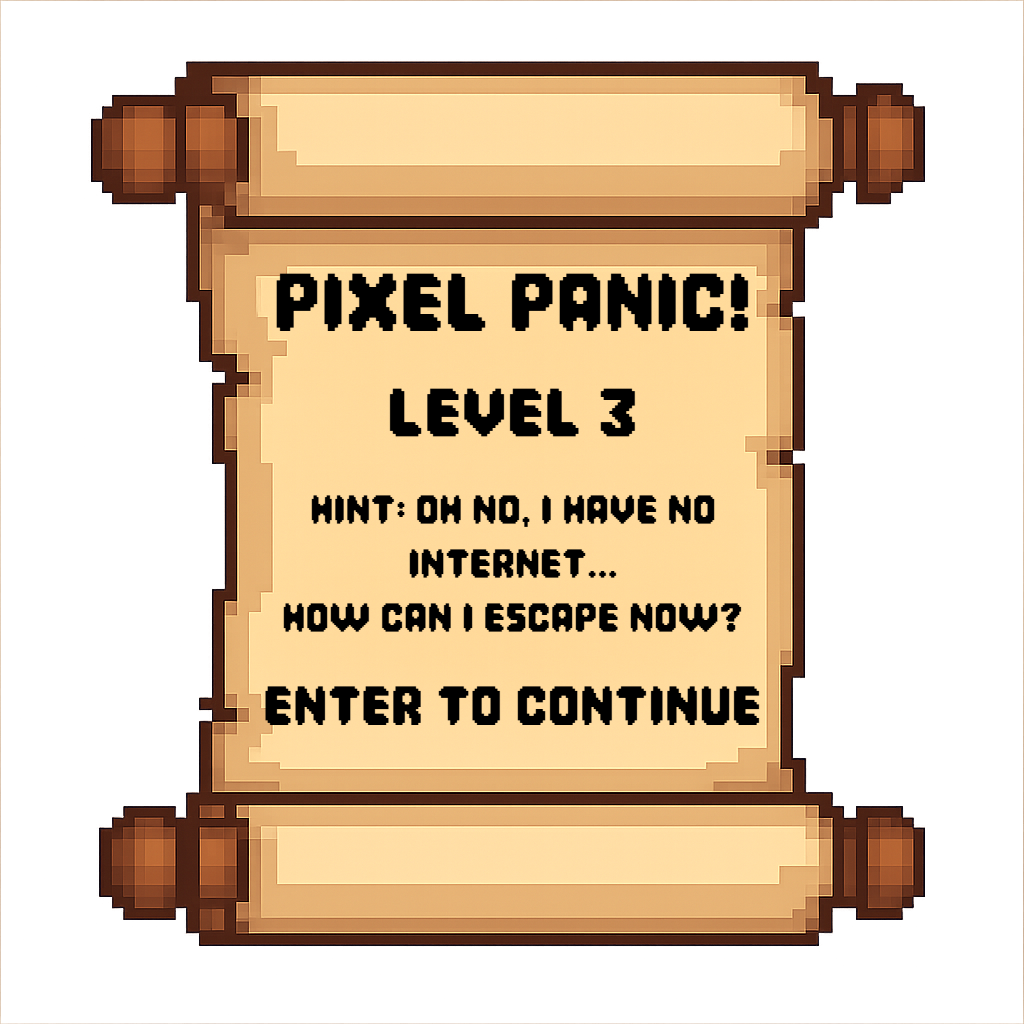 PIXEL PANIC!
LEVEL 3
HINT: OH NO, I HAVE NO
INTERNET...
HOW CAN I ESCAPE NOW?
ENTER TO CONTINUE